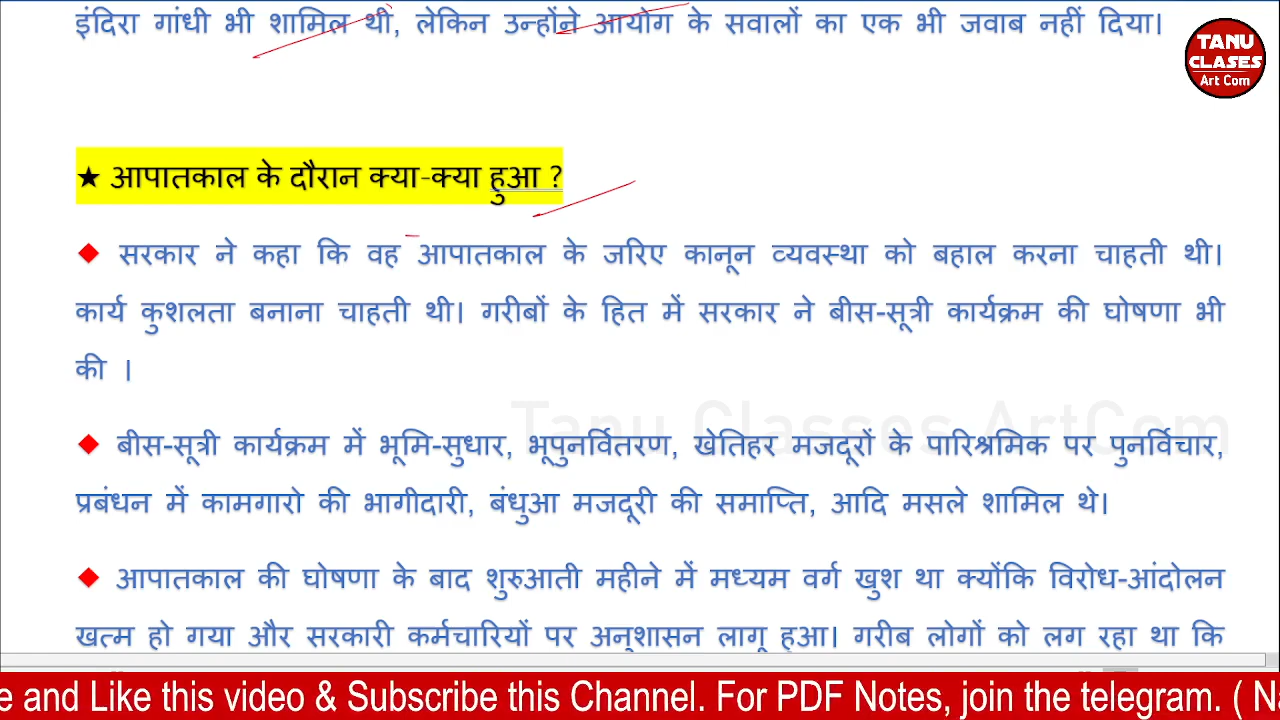 इंदिरा गांधी भी शामिल थी, लेकिन उन्होंने आयोग के सवालों का एक भी जवाब नहीं दिया।
TANU
CLASES
Art Com
★ आपातकाल के दौरान क्या-क्या हुआ ?
◆ सरकार ने कहा कि वह आपातकाल के जरिए कानून व्यवस्था को बहाल करना चाहती थी।
कार्य कुशलता बनाना चाहती थी। गरीबों के हित में सरकार ने बीस-सूत्री कार्यक्रम की घोषणा भी
की ।
Tanu Classes ArtCom
◆ बीस-सूत्री कार्यक्रम में भूमि-सुधार, भूपुनर्वितरण, खेतिहर मजदूरों के पारिश्रमिक पर पुनर्विचार,
प्रबंधन में कामगारो की भागीदारी, बंधुआ मजदूरी की समाप्ति, आदि मसले शामिल थे।
◆ आपातकाल की घोषणा के बाद शुरुआती महीने में मध्यम वर्ग खुश था क्योंकि विरोध-आंदोलन
खत्म हो गया और सरकारी कर्मचारियों पर अनुशासन लागू हुआ। गरीब लोगों को लग रहा था कि
e and Like this video & Subscribe this Channel. For PDF Notes, join the telegram. ( Na